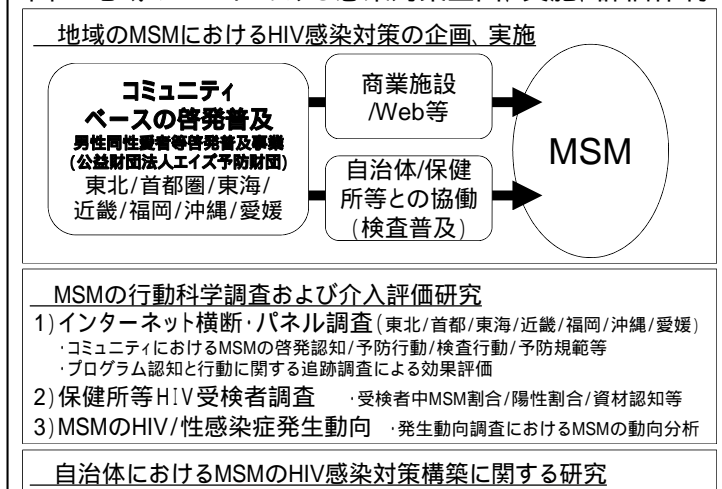 地域のMSMにおけるHIV感染対策の企画、実施
コミュニティ
ベースの啓発普及
男性同性愛者等啓発普及事業
(公益財団法人エイズ予防財団)
東北/首都圏/東海/
近畿/福岡/沖縄/愛媛
商業施設
/Web等
自治体/保健
所等との協働
(検査普及)
MSM
MSMの行動科学調査および介入評価研究
1)インターネット横断・パネル調査(東北/首都/東海/近畿/福岡/沖縄/愛媛)
・コミュニティにおけるMSMの啓発認知/予防行動/検査行動/予防規範等
・プログラム認知と行動に関する追跡調査による効果評価
2)保健所等HIV受検者調査 ・受検者中MSM割合/陽性割合/資材認知等
3)MSMのHIV/性感染症発生動向 ・発生動向調査におけるMSMの動向分析
自治体におけるMSMのHIV感染対策構築に関する研究